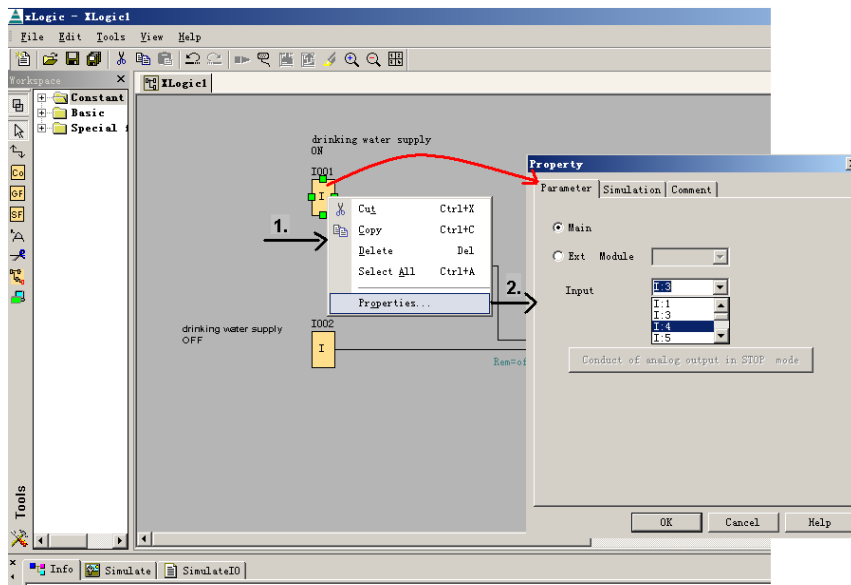 xLogic - XLogic1
File Edit Tools View Help
Workspace
XLogic1
Constant
Basic
Special
Co
GF
SF
A
Tools
drinking water supply
ON
I001
I
1.
Cut Ctrl+X
Copy Ctrl+C
Delete Del
Select All Ctrl+A
Properties...
2.
drinking water supply
OFF
I002
I
Rem=of
Property
Parameter Simulation Comment
Main
Ext Module
Input I:3
I:1
I:3
I:4
I:5
Conduct of analog output in STOP mode
OK Cancel Help
Info Simulate SimulateIO